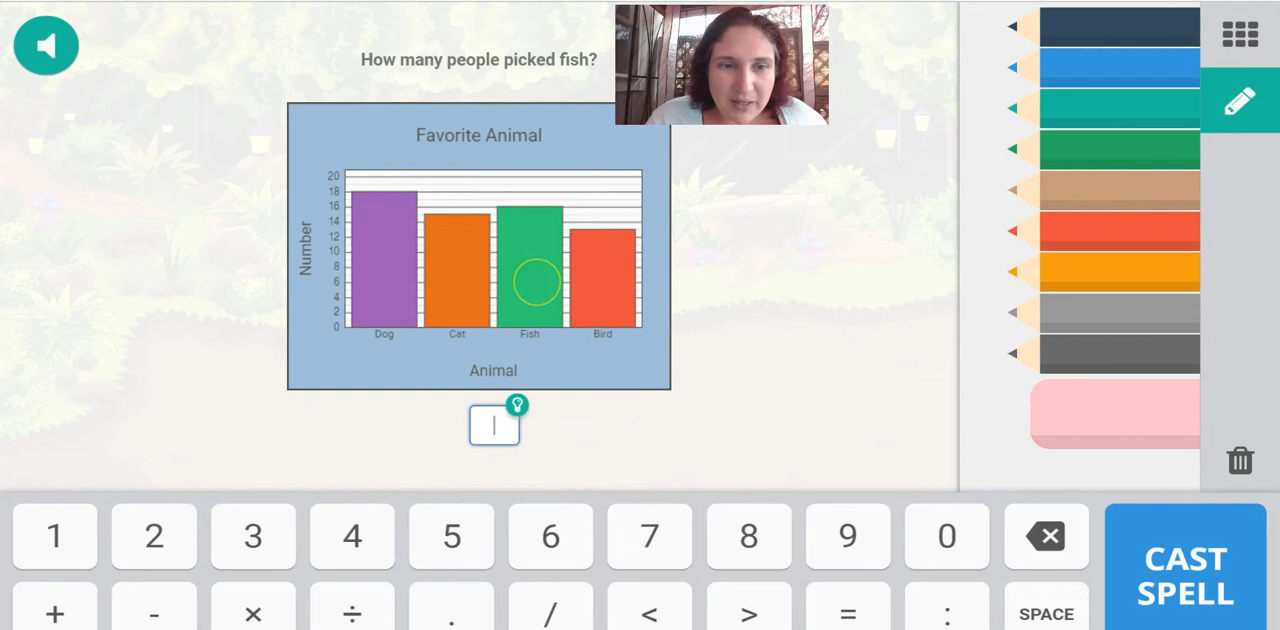 How many people picked fish?
Favorite Animal
Number
20
18
16
14
12
10
8
6
4
2
0
Dog Cat Fish Bird
Animal
1 2 3 4 5 6 7 8 9 0
CAST SPELL
+ - × ÷ . / < > = : SPACE